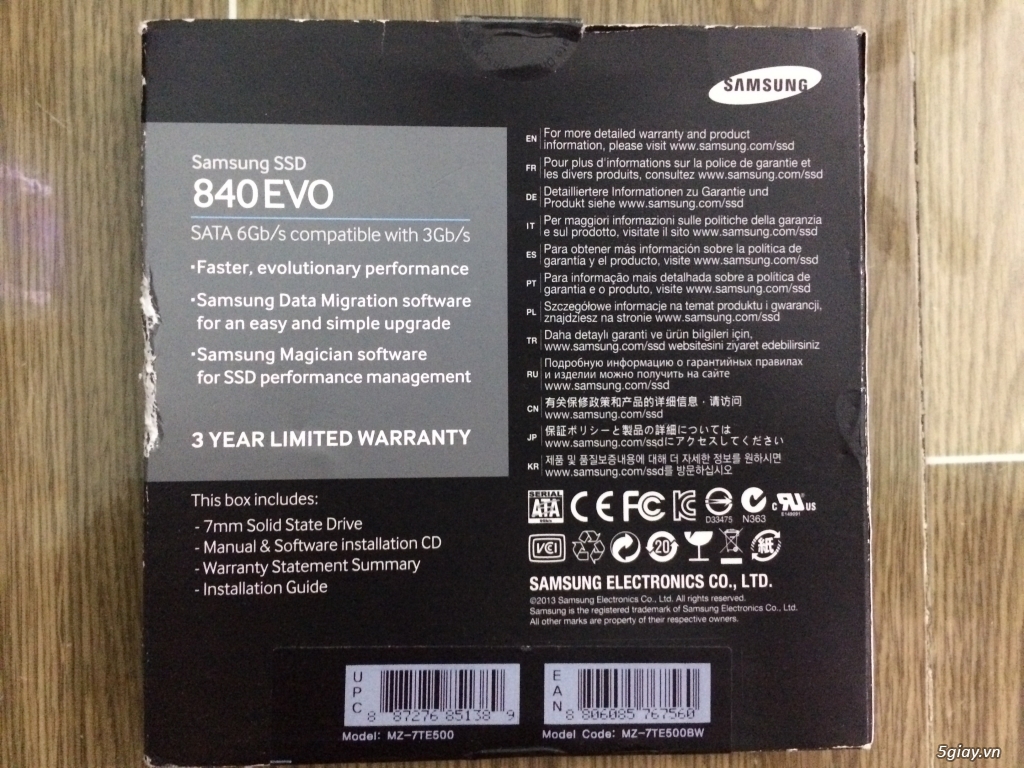 SAMSUNG
Samsung SSD
840 EVO
SATA 6Gb/s compatible with 3Gb/s
·Faster, evolutionary performance
·Samsung Data Migration software
for an easy and simple upgrade
·Samsung Magician software
for SSD performance management
3 YEAR LIMITED WARRANTY
This box includes:
- 7mm Solid State Drive
- Manual & Software installation CD
- Warranty Statement Summary
- Installation Guide
EN For more detailed warranty and product
information, please visit www.samsung.com/ssd
FR Pour plus d'informations sur la police de garantie et
les divers produits, consultez www.samsung.com/ssd
DE Detailliertere Informationen zu Garantie und
Produkt siehe www.samsung.com/ssd
IT Per maggiori informazioni sulle politiche della garanzia
e sul prodotto, visitate il sito www.samsung.com/ssd
ES Para obtener más información sobre la política de
garantía y el producto, visite www.samsung.com/ssd
PT Para informação mais detalhada sobre a politica de
garantia e o produto, visite www.samsung.com/ssd
PL Szczegółowe informacje na temat produktu i gwarancji,
znajdziesz na stronie www.samsung.com/ssd
TR Daha detaylı garanti ve ürün bilgileri için,
www.samsung.com/ssd websitesini ziyaret edebilirsiniz
RU Подробную информацию о гарантийных правилах
и изделии можно получить на сайте
www.samsung.com/ssd
CN 有关保修政策和产品的详细信息，请访问
www.samsung.com/ssd
JP 保証ポリシーと製品の詳細については
www.samsung.com/ssdにアクセスしてください
KR 제품 및 품질보증내용에 대해 더 자세한 정보를 원하시면
www.samsung.com/ssd를 방문하십시오
SERIAL
ATA
CE FC
D33475 N363
c RU US
VCI 20 紙
SAMSUNG ELECTRONICS CO., LTD.
©2013 Samsung Electronics Co., Ltd. All rights reserved.
Samsung is the registered trademark of Samsung Electronics Co., Ltd.
All other marks are property of their respective owners.
UPC
8 87276 85138 9
Model: MZ-7TE500
EAN
8 806085 767560
Model Code: MZ-7TE500BW
5giay.vn